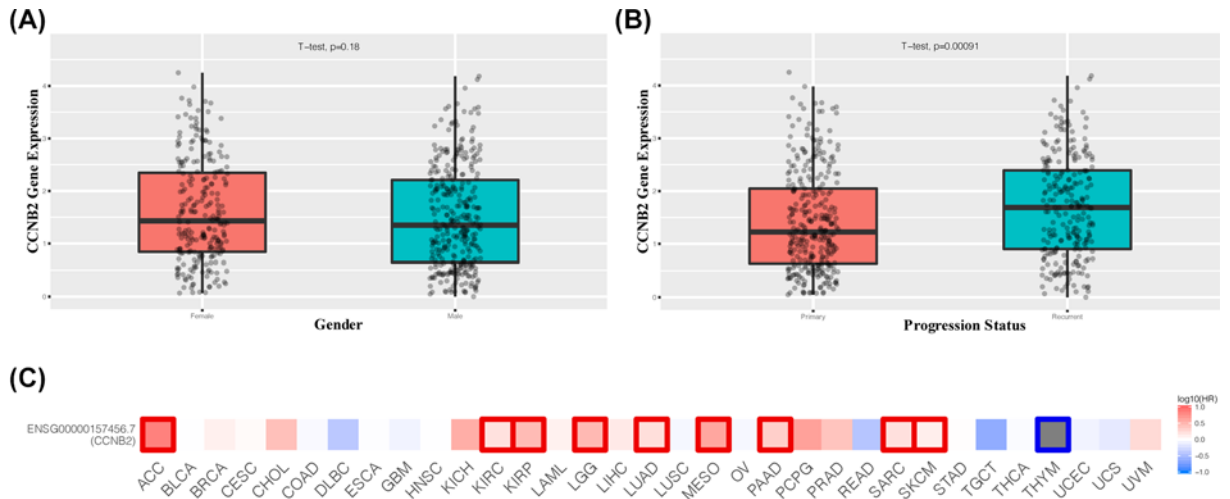 (A)
T-test, p=0.18
CCNB2 Gene Expression
4
3
2
1
0
Female
Male
Gender
(B)
T-test, p=0.00091
CCNB2 Gene Expression
4
3
2
1
0
Primary
Recurrent
Progression Status
(C)
ENSG00000157456.7
(CCNB2)
ACC
BLCA
BRCA
CESC
CHOL
COAD
DLBC
ESCA
GBM
HNSC
KICH
KIRC
KIRP
LAML
LGG
LIHC
LUAD
LUSC
MESO
OV
PAAD
PCPG
PRAD
READ
SARC
SKCM
STAD
TGCT
THCA
THYM
UCEC
UCS
UVM
log10(HR)
1.0
0.5
0.0
-0.5
-1.0